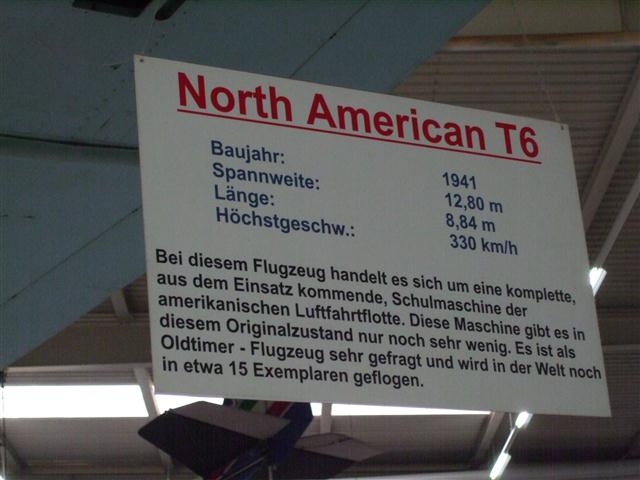 North American T6
Baujahr: 1941
Spannweite: 12,80 m
Länge: 8,84 m
Höchstgeschw.: 330 km/h
Bei diesem Flugzeug handelt es sich um eine komplette,
aus dem Einsatz kommende, Schulmaschine der
amerikanischen Luftfahrtflotte. Diese Maschine gibt es in
diesem Originalzustand nur noch sehr wenig. Es ist als
Oldtimer - Flugzeug sehr gefragt und wird in der Welt noch
in etwa 15 Exemplaren geflogen.